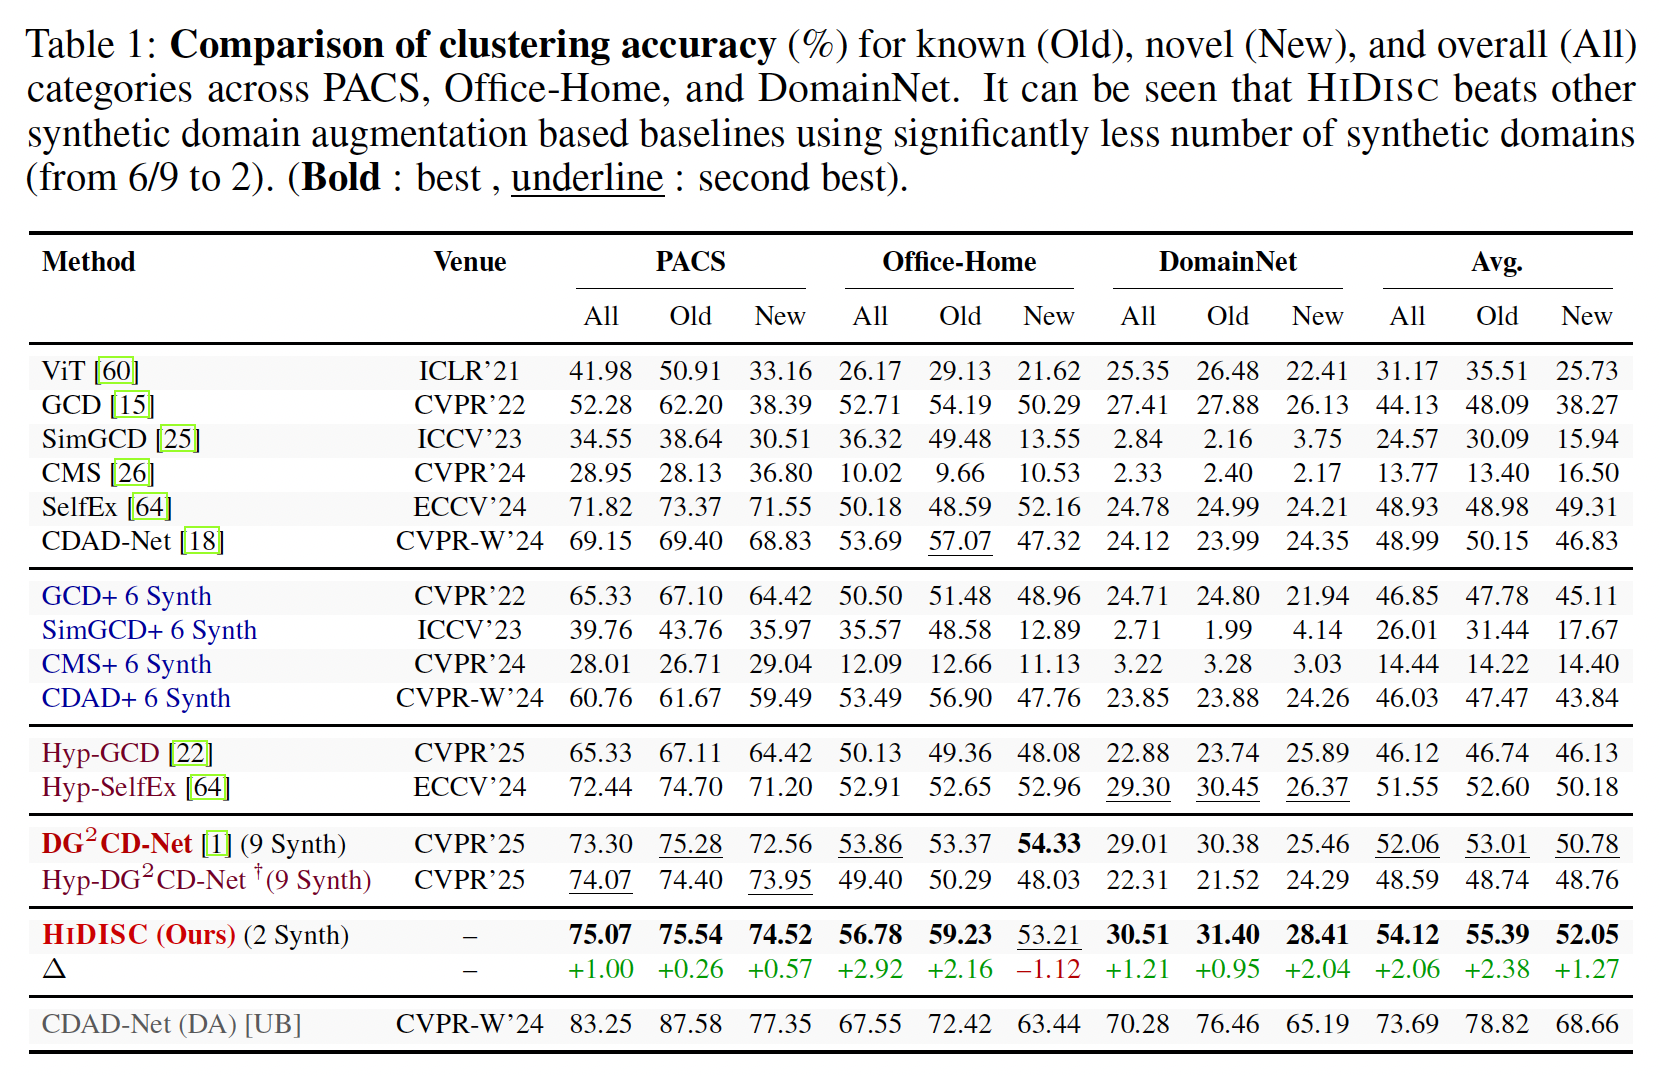 Table 1: Comparison of clustering accuracy (%) for known (Old), novel (New), and overall (All)
categories across PACS, Office-Home, and DomainNet. It can be seen that HIDISC beats other
synthetic domain augmentation based baselines using significantly less number of synthetic domains
(from 6/9 to 2). (Bold : best , underline : second best).
Method Venue PACS Office-Home DomainNet Avg.
All Old New All Old New All Old New All Old New
ViT [60] ICLR'21 41.98 50.91 33.16 26.17 29.13 21.62 25.35 26.48 22.41 31.17 35.51 25.73
GCD [15] CVPR'22 52.28 62.20 38.39 52.71 54.19 50.29 27.41 27.88 26.13 44.13 48.09 38.27
SimGCD [25] ICCV'23 34.55 38.64 30.51 36.32 49.48 13.55 2.84 2.16 3.75 24.57 30.09 15.94
CMS [26] CVPR'24 28.95 28.13 36.80 10.02 9.66 10.53 2.33 2.40 2.17 13.77 13.40 16.50
SelfEx [64] ECCV'24 71.82 73.37 71.55 50.18 48.59 52.16 24.78 24.99 24.21 48.93 48.98 49.31
CDAD-Net [18] CVPR-W'24 69.15 69.40 68.83 53.69 57.07 47.32 24.12 23.99 24.35 48.99 50.15 46.83
GCD+ 6 Synth CVPR'22 65.33 67.10 64.42 50.50 51.48 48.96 24.71 24.80 21.94 46.85 47.78 45.11
SimGCD+ 6 Synth ICCV'23 39.76 43.76 35.97 35.57 48.58 12.89 2.71 1.99 4.14 26.01 31.44 17.67
CMS+ 6 Synth CVPR'24 28.01 26.71 29.04 12.09 12.66 11.13 3.22 3.28 3.03 14.44 14.22 14.40
CDAD+ 6 Synth CVPR-W'24 60.76 61.67 59.49 53.49 56.90 47.76 23.85 23.88 24.26 46.03 47.47 43.84
Hyp-GCD [22] CVPR'25 65.33 67.11 64.42 50.13 49.36 48.08 22.88 23.74 25.89 46.12 46.74 46.13
Hyp-SelfEx [64] ECCV'24 72.44 74.70 71.20 52.91 52.65 52.96 29.30 30.45 26.37 51.55 52.60 50.18
DG²CD-Net [1] (9 Synth) CVPR'25 73.30 75.28 72.56 53.86 53.37 54.33 29.01 30.38 25.46 52.06 53.01 50.78
Hyp-DG²CD-Net †(9 Synth) CVPR'25 74.07 74.40 73.95 49.40 50.29 48.03 22.31 21.52 24.29 48.59 48.74 48.76
HIDISC (Ours) (2 Synth) – 75.07 75.54 74.52 56.78 59.23 53.21 30.51 31.40 28.41 54.12 55.39 52.05
Δ – +1.00 +0.26 +0.57 +2.92 +2.16 −1.12 +1.21 +0.95 +2.04 +2.06 +2.38 +1.27
CDAD-Net (DA) [UB] CVPR-W'24 83.25 87.58 77.35 67.55 72.42 63.44 70.28 76.46 65.19 73.69 78.82 68.66